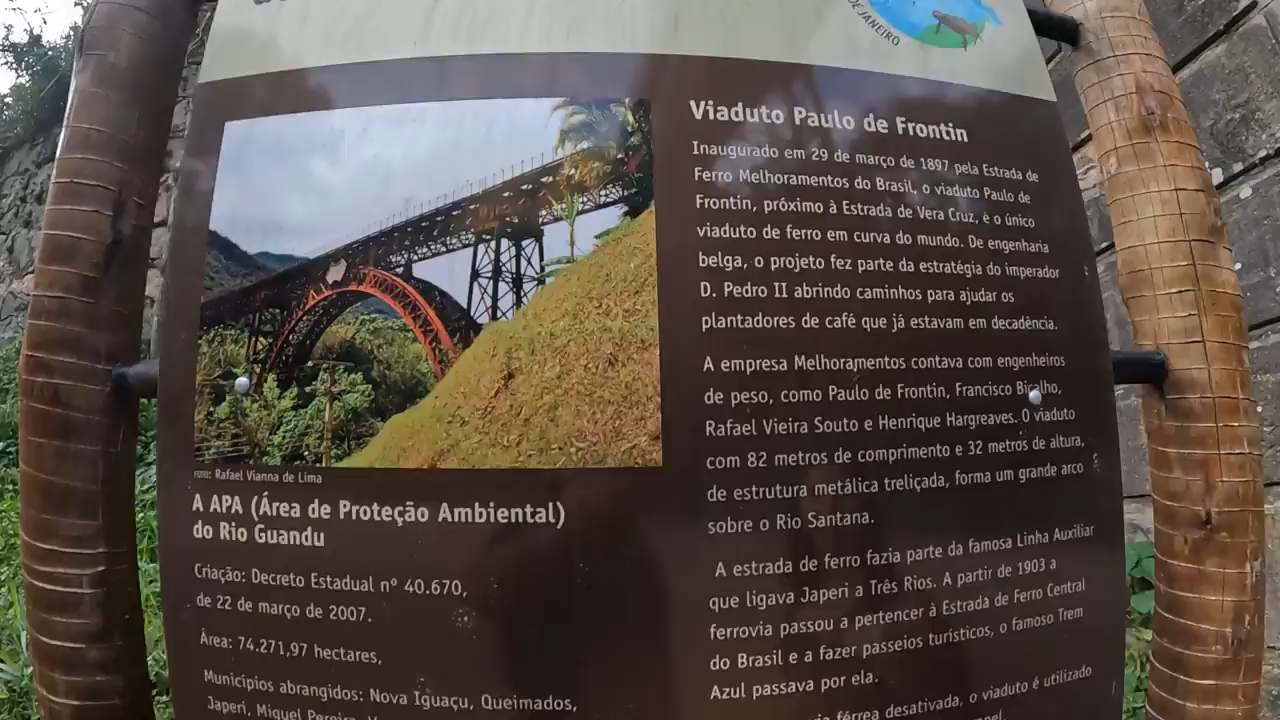 DE JANEIRO
FOTO: Rafael Vianna de Lima
A APA (Área de Proteção Ambiental)
do Rio Guandu
Criação: Decreto Estadual nº 40.670,
de 22 de março de 2007.
Área: 74.271,97 hectares,
Municípios abrangidos: Nova Iguaçu, Queimados,
Japeri, Miguel Pereira,
Viaduto Paulo de Frontin
Inaugurado em 29 de março de 1897 pela Estrada de
Ferro Melhoramentos do Brasil, o viaduto Paulo de
Frontin, próximo à Estrada de Vera Cruz, é o único
viaduto de ferro em curva do mundo. De engenharia
belga, o projeto fez parte da estratégia do imperador
D. Pedro II abrindo caminhos para ajudar os
plantadores de café que já estavam em decadência.
A empresa Melhoramentos contava com engenheiros
de peso, como Paulo de Frontin, Francisco Bicalho,
Rafael Vieira Souto e Henrique Hargreaves. O viaduto
com 82 metros de comprimento e 32 metros de altura,
de estrutura metálica treliçada, forma um grande arco
sobre o Rio Santana.
A estrada de ferro fazia parte da famosa Linha Auxiliar
que ligava Japeri a Três Rios. A partir de 1903 a
ferrovia passou a pertencer à Estrada de Ferro Central
do Brasil e a fazer passeios turísticos, o famoso Trem
Azul passava por ela.
férrea desativada, o viaduto é utilizado